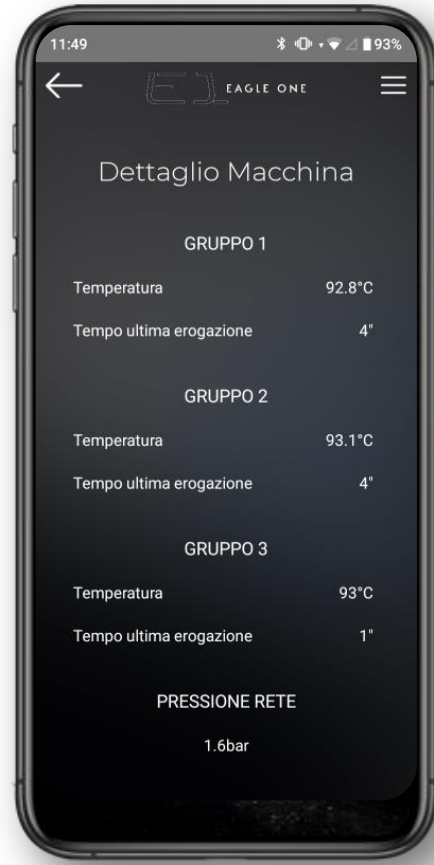 11:49 93%
E1 EAGLE ONE
Dettaglio Macchina
GRUPPO 1
Temperatura 92.8°C
Tempo ultima erogazione 4"
GRUPPO 2
Temperatura 93.1°C
Tempo ultima erogazione 4"
GRUPPO 3
Temperatura 93°C
Tempo ultima erogazione 1"
PRESSIONE RETE
1.6bar